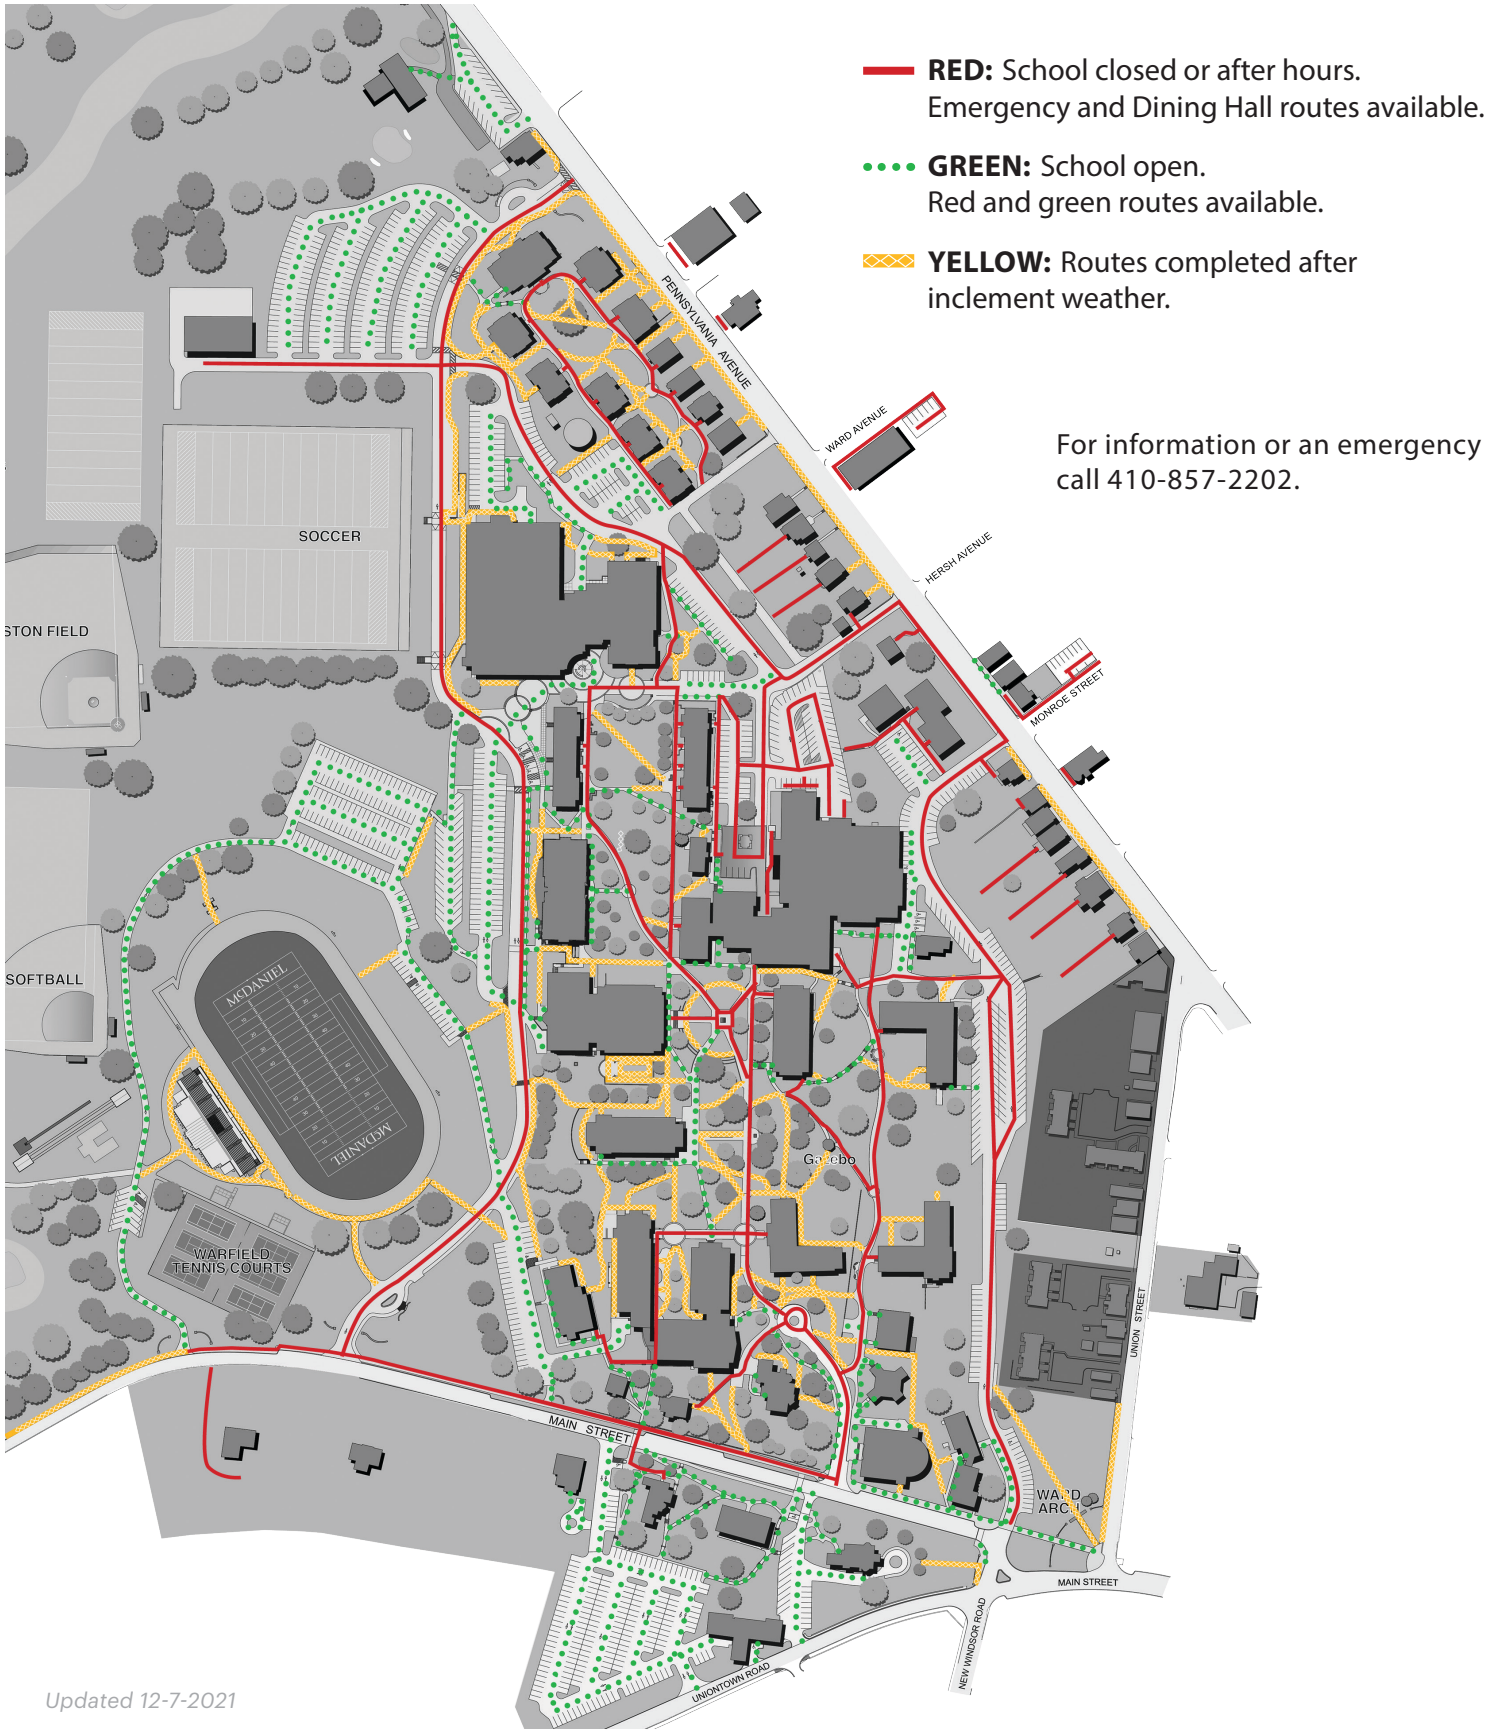 RED: School closed or after hours.
Emergency and Dining Hall routes available.
GREEN: School open.
Red and green routes available.
YELLOW: Routes completed after
inclement weather.
PENNSYLVANIA AVENUE
WARD AVENUE
For information or an emergency
call 410-857-2202.
SOCCER
HERSH AVENUE
STON FIELD
MONROE STREET
SOFTBALL
McDANIEL
McDANIEL
Gazebo
WARFIELD
TENNIS COURTS
UNION STREET
MAIN STREET
WARD
ARCH
MAIN STREET
NEW WINDSOR ROAD
UNIONTOWN ROAD
Updated 12-7-2021